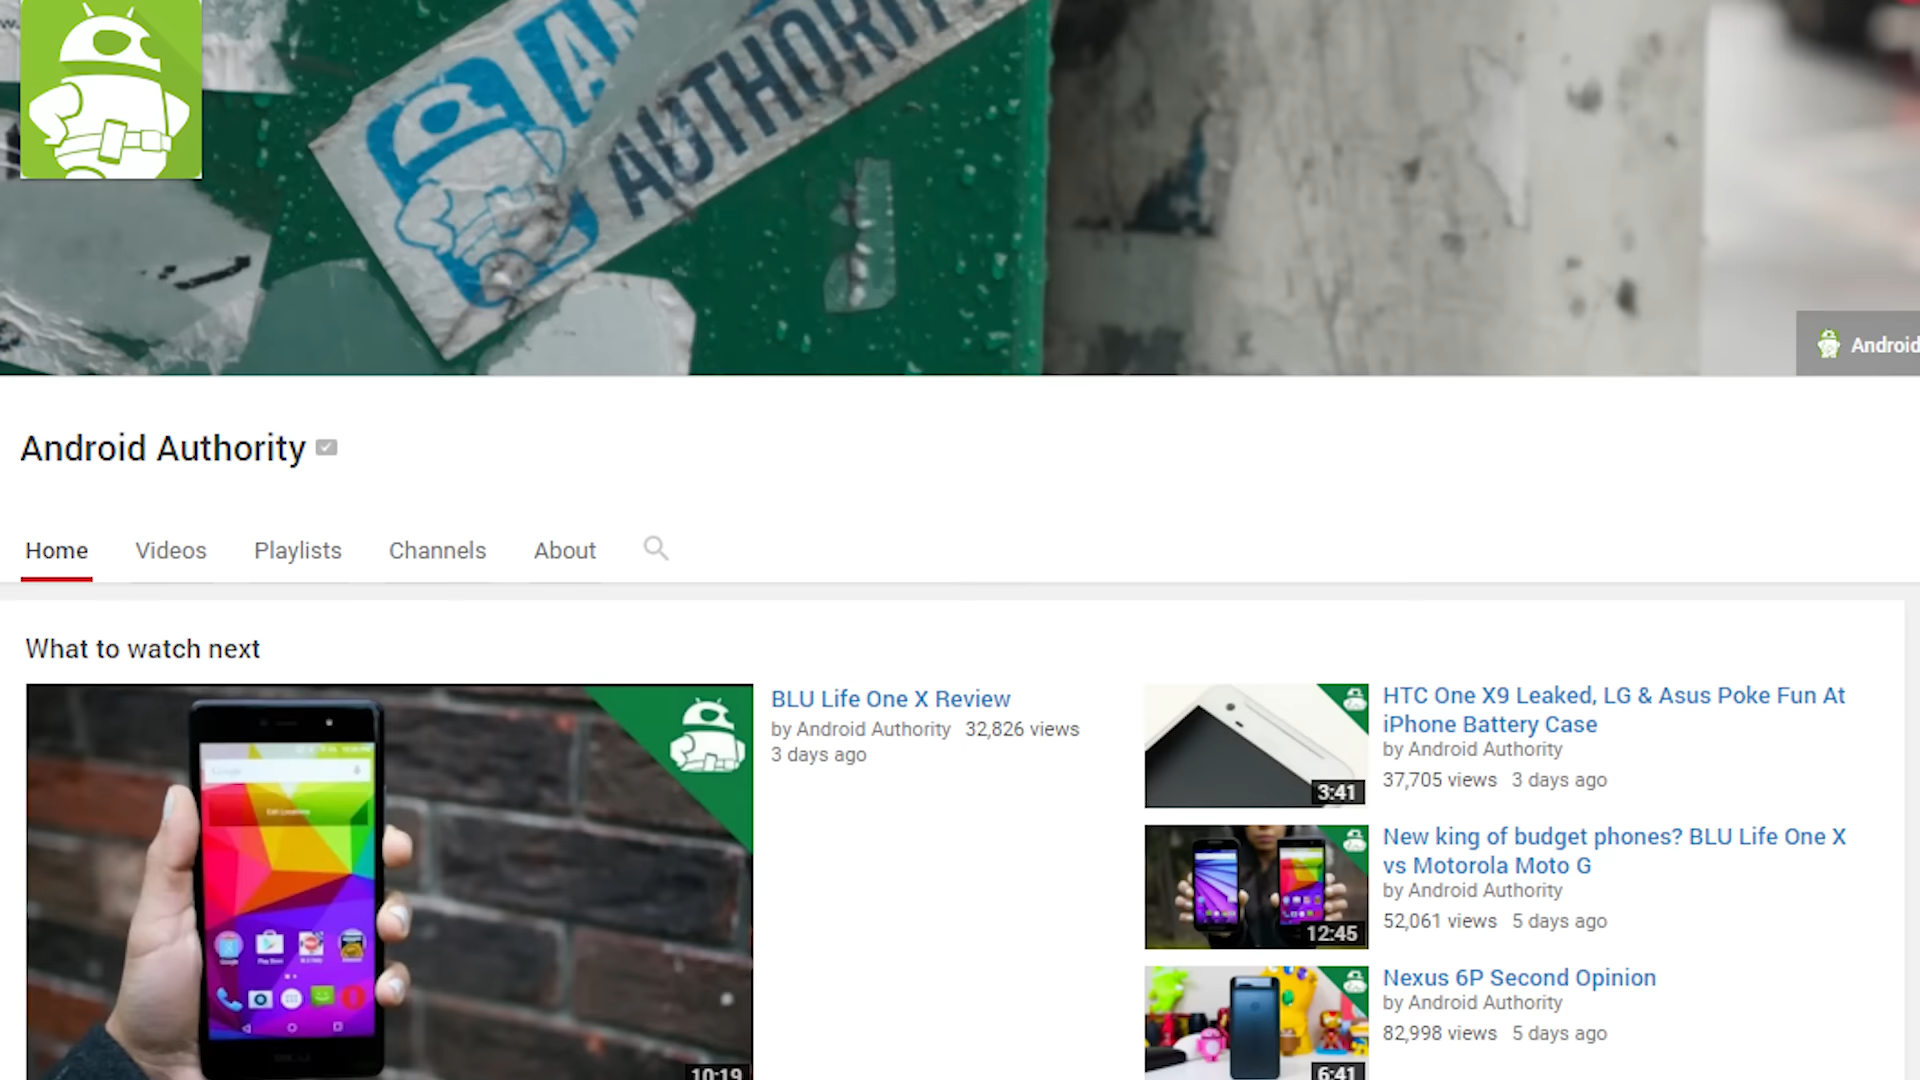 AUTHORITY
Android
Android Authority
Home Videos Playlists Channels About
What to watch next
10:19
BLU Life One X Review
by Android Authority 32,826 views
3 days ago
3:41
HTC One X9 Leaked, LG & Asus Poke Fun At
iPhone Battery Case
by Android Authority
37,705 views 3 days ago
12:45
New king of budget phones? BLU Life One X
vs Motorola Moto G
by Android Authority
52,061 views 5 days ago
6:41
Nexus 6P Second Opinion
by Android Authority
82,998 views 5 days ago